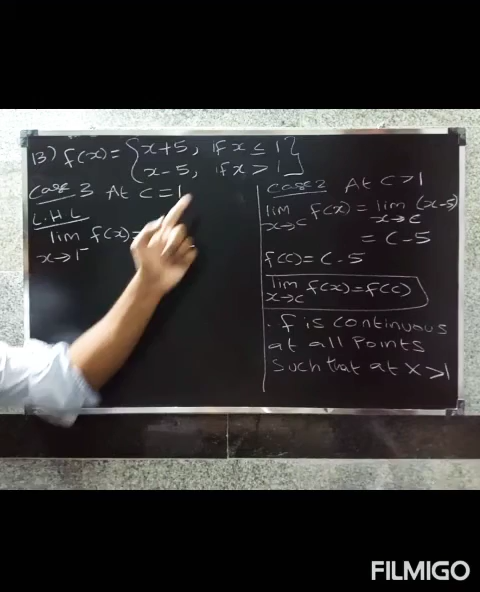 13) f(x) = { x+5, if x ≤ 1
x-5, if x > 1 }
Case 3 At C = 1
L.H.L
lim f(x) =
x→1⁻
Case 2 At C > 1
lim f(x) = lim (x-5)
x→c x→c
= C-5
f(c) = C-5
lim f(x) = f(c)
x→c
. f is continuous
at all Points
Such that at x > 1
FILMIGO